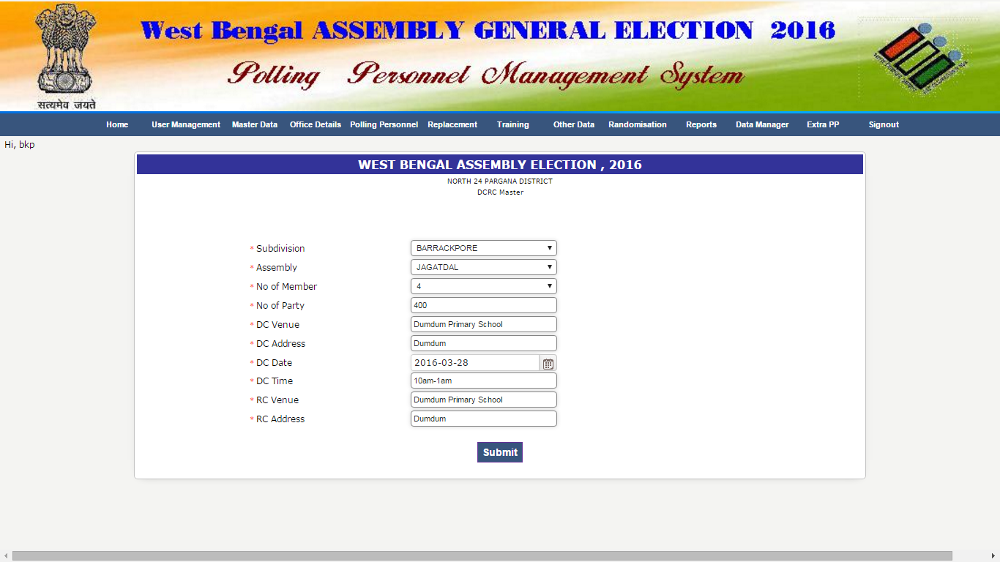 West Bengal ASSEMBLY GENERAL ELECTION 2016
Polling Personnel Management System
सत्यमेव जयते
Home User Management Master Data Office Details Polling Personnel Replacement Training Other Data Randomisation Reports Data Manager Extra PP Signout
Hi, bkp
WEST BENGAL ASSEMBLY ELECTION , 2016
NORTH 24 PARGANA DISTRICT
DCRC Master
* Subdivision BARRACKPORE
* Assembly JAGATDAL
* No of Member 4
* No of Party 400
* DC Venue Dumdum Primary School
* DC Address Dumdum
* DC Date 2016-03-28
* DC Time 10am-1am
* RC Venue Dumdum Primary School
* RC Address Dumdum
Submit